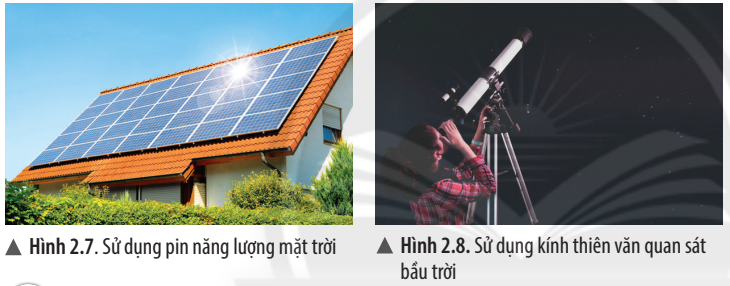 ▲ Hình 2.7. Sử dụng pin năng lượng mặt trời
▲ Hình 2.8. Sử dụng kính thiên văn quan sát
bầu trời